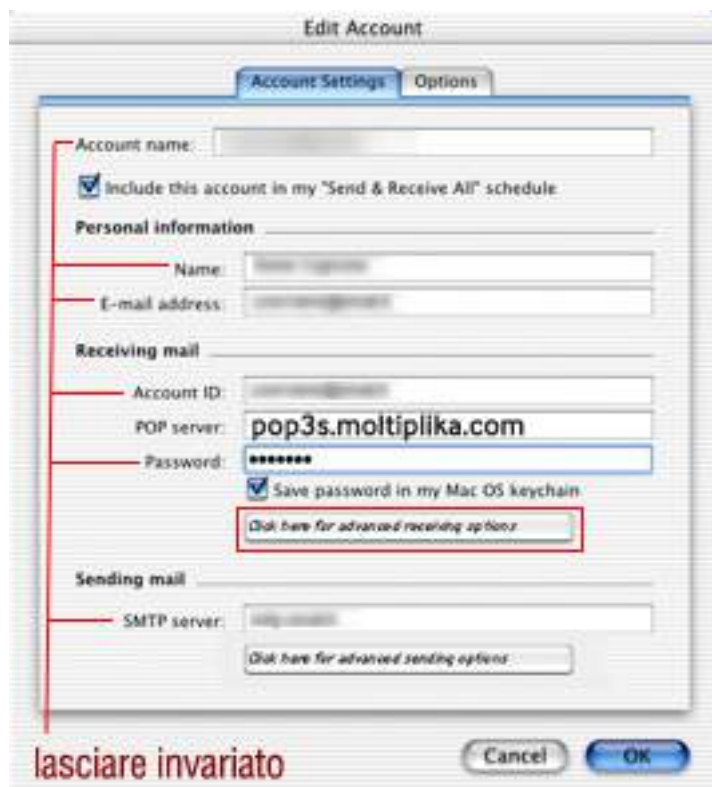 Edit Account
Account Settings Options
Account name:
Include this account in my "Send & Receive All" schedule
Personal information
Name:
E-mail address:
Receiving mail
Account ID:
POP server: pop3s.moltiplika.com
Password: •••••••
Save password in my Mac OS keychain
Click here for advanced receiving options
Sending mail
SMTP server:
Click here for advanced sending options
lasciare invariato
Cancel OK